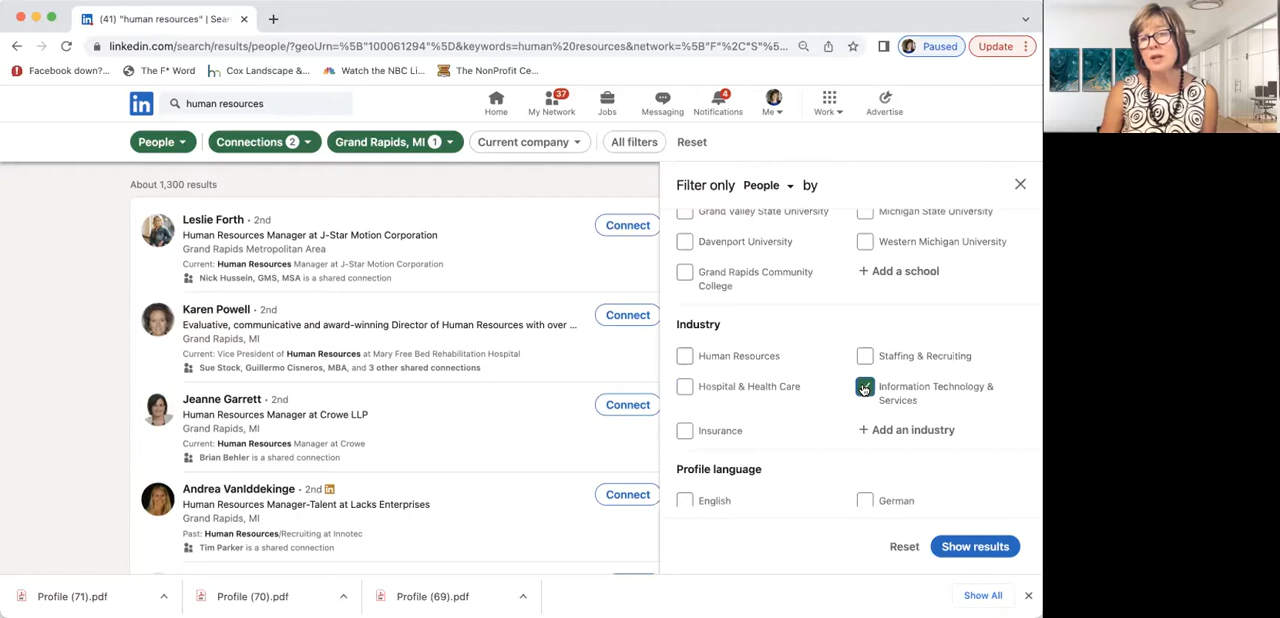 (41) "human resources" | Sear
linkedin.com/search/results/people/?geoUrn=%5B"100061294"%5D&keywords=human%20resources&network=%5B"F"%2C"S"%5...
Paused
Update
Facebook down?...
The F* Word
Cox Landscape &...
Watch the NBC Li...
The NonProfit Ce...
in
human resources
37
4
Home
My Network
Jobs
Messaging
Notifications
Me
Work
Advertise
People
Connections 2
Grand Rapids, MI 1
Current company
All filters
Reset
About 1,300 results
Leslie Forth • 2nd
Human Resources Manager at J-Star Motion Corporation
Grand Rapids Metropolitan Area
Current: Human Resources Manager at J-Star Motion Corporation
Nick Hussein, GMS, MSA is a shared connection
Connect
Karen Powell • 2nd
Evaluative, communicative and award-winning Director of Human Resources with over ...
Grand Rapids, MI
Current: Vice President of Human Resources at Mary Free Bed Rehabilitation Hospital
Sue Stock, Guillermo Cisneros, MBA, and 3 other shared connections
Connect
Jeanne Garrett • 2nd
Human Resources Manager at Crowe LLP
Grand Rapids, MI
Current: Human Resources Manager at Crowe
Brian Behler is a shared connection
Connect
Andrea VanIddekinge • 2nd in
Human Resources Manager-Talent at Lacks Enterprises
Grand Rapids, MI
Past: Human Resources/Recruiting at Innotec
Tim Parker is a shared connection
Connect
Filter only People by
Grand Valley State University
Michigan State University
Davenport University
Western Michigan University
Grand Rapids Community
College
+ Add a school
Industry
Human Resources
Staffing & Recruiting
Hospital & Health Care
Information Technology &
Services
Insurance
+ Add an industry
Profile language
English
German
Reset
Show results
Profile (71).pdf
Profile (70).pdf
Profile (69).pdf
Show All